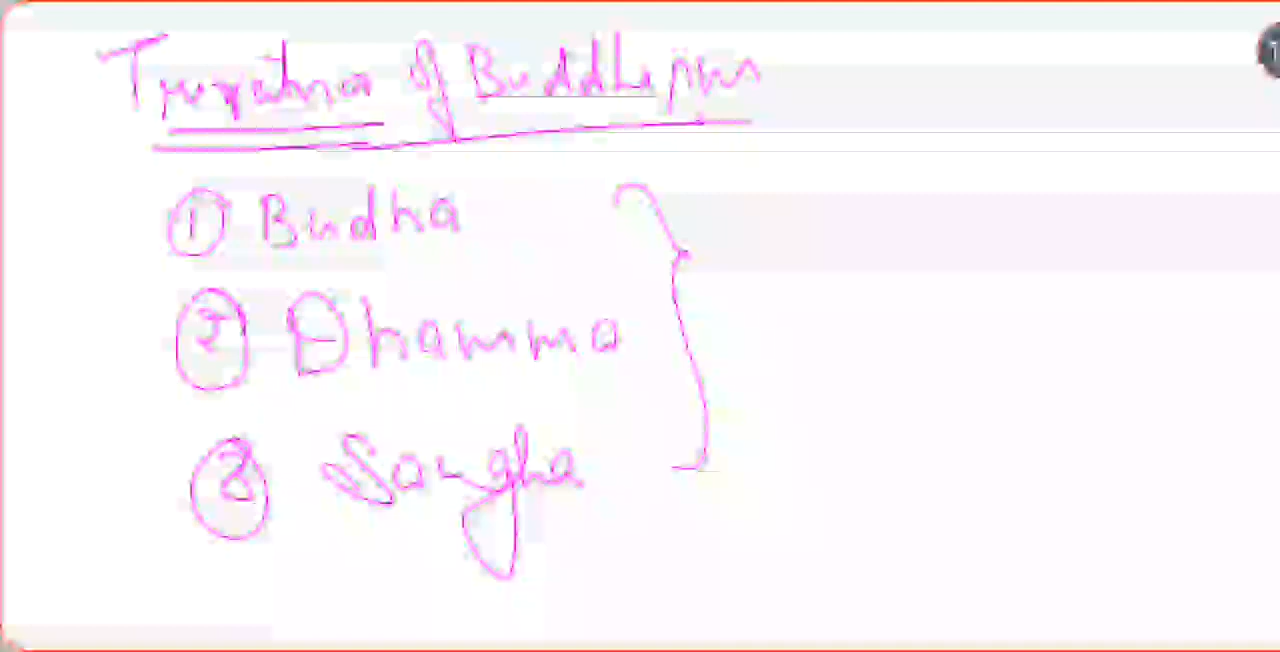 Triratna of Buddhism
① Budha
② Dhamma
③ Sangha